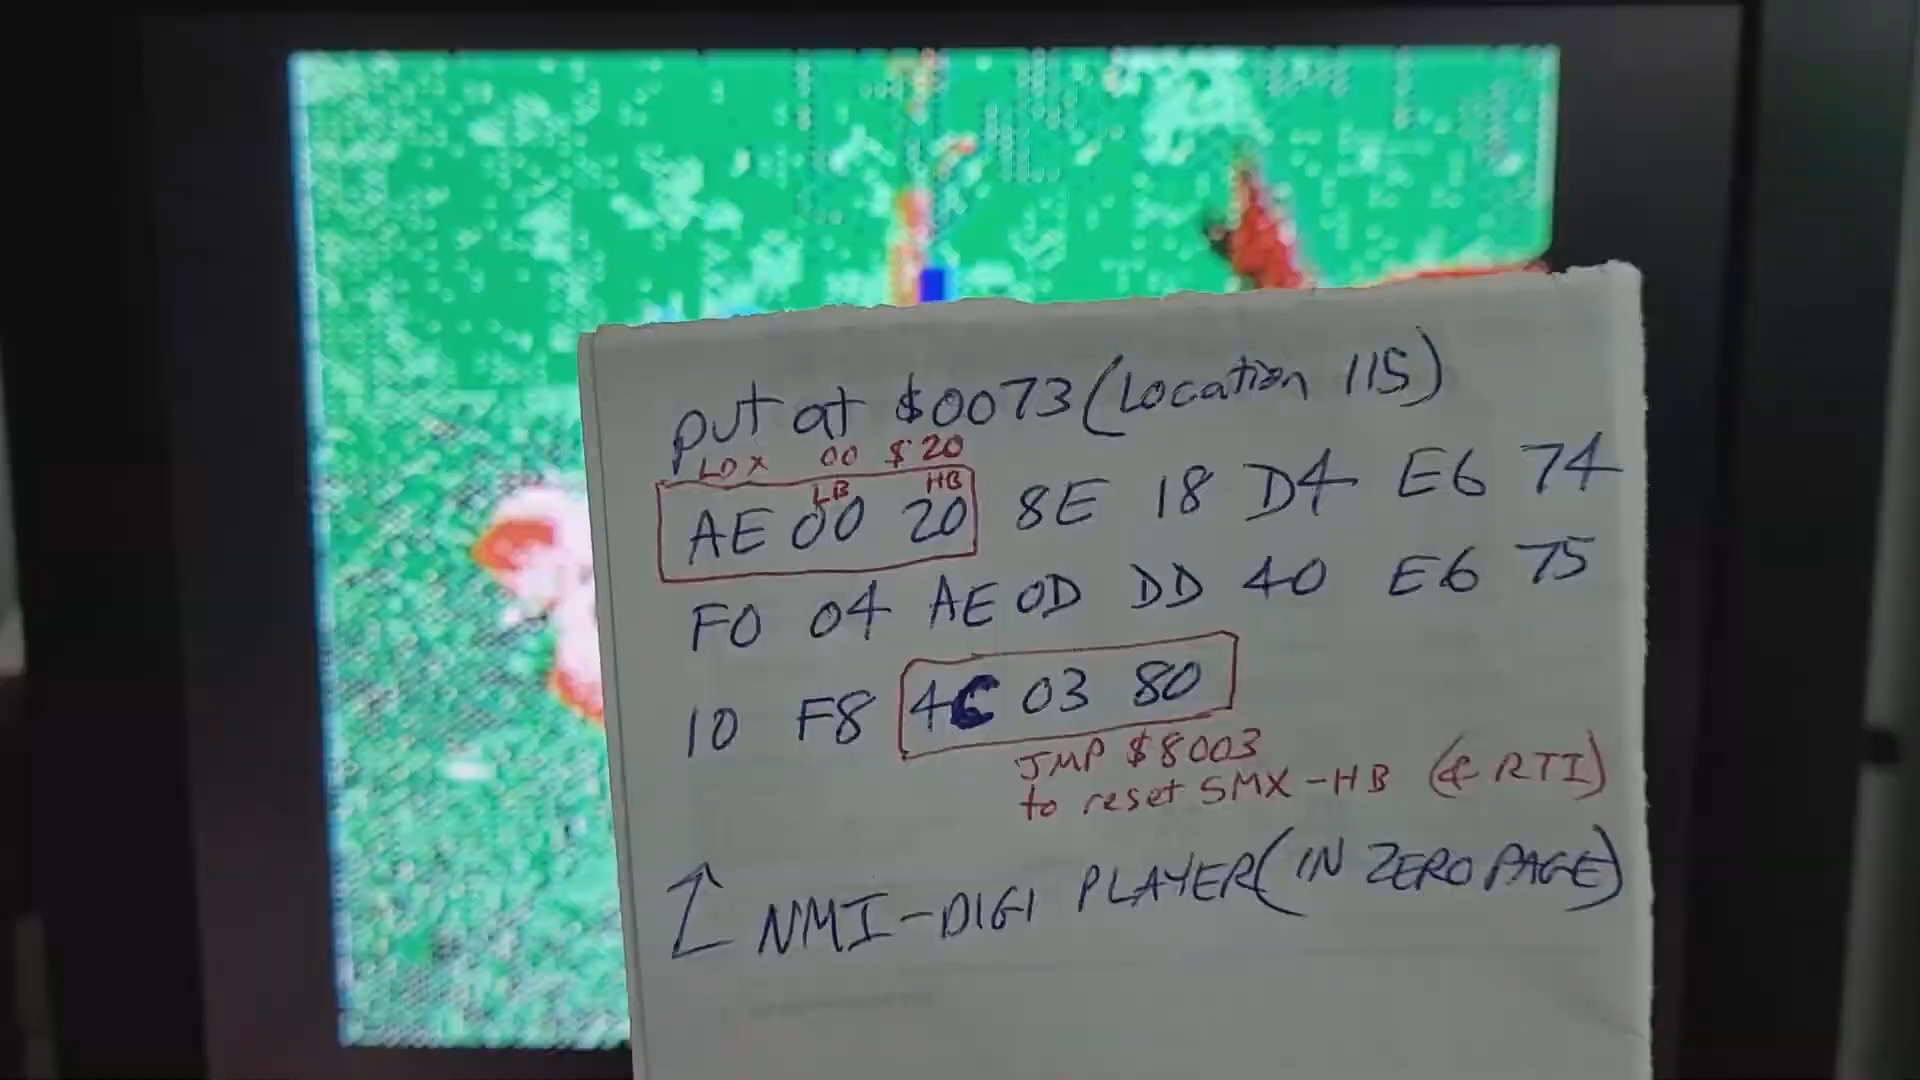 put at $0073 (Location 115)
LDX 00 $20
LB HB
AE 00 20 8E 18 D4 E6 74
F0 04 AE 0D DD 40 E6 75
10 F8 4C 03 80
JMP $8003
to reset SMX-HB (& RTI)
NMI-DIGI PLAYER (IN ZERO PAGE)